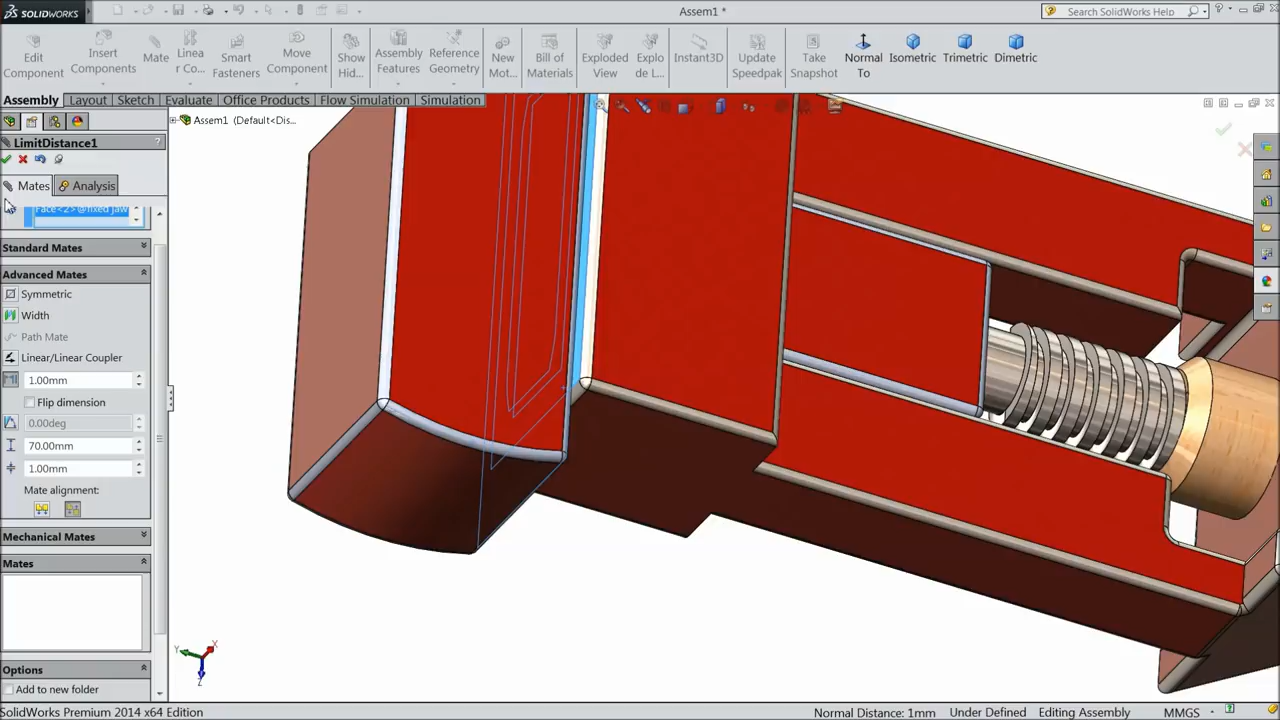 SOLIDWORKS
Assem1 *
Search SolidWorks Help
Edit Component
Insert Components
Mate
Linea r Co...
Smart Fasteners
Move Component
Show Hid...
Assembly Features
Reference Geometry
New Mot...
Bill of Materials
Exploded View
Explo de L...
Instant3D
Update Speedpak
Take Snapshot
Normal To
Isometric
Trimetric
Dimetric
Assembly Layout Sketch Evaluate Office Products Flow Simulation Simulation
Assem1 (Default<Dis...
LimitDistance1
?
Mates Analysis
Face<2>@fixed jaw
Standard Mates
Advanced Mates
Symmetric
Width
Path Mate
Linear/Linear Coupler
1.00mm
Flip dimension
0.00deg
70.00mm
1.00mm
Mate alignment:
Mechanical Mates
Mates
Options
Add to new folder
Y X
Z
SolidWorks Premium 2014 x64 Edition Normal Distance: 1mm Under Defined Editing Assembly MMGS